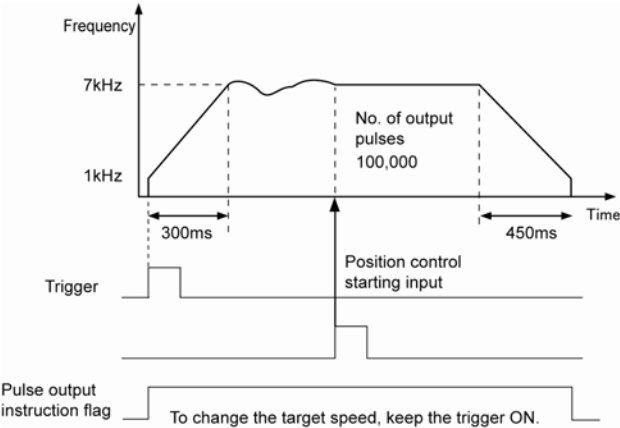 Frequency
7kHz
No. of output
pulses
100,000
1kHz
Time
300ms
450ms
Position control
starting input
Trigger
Pulse output
instruction flag
To change the target speed, keep the trigger ON.